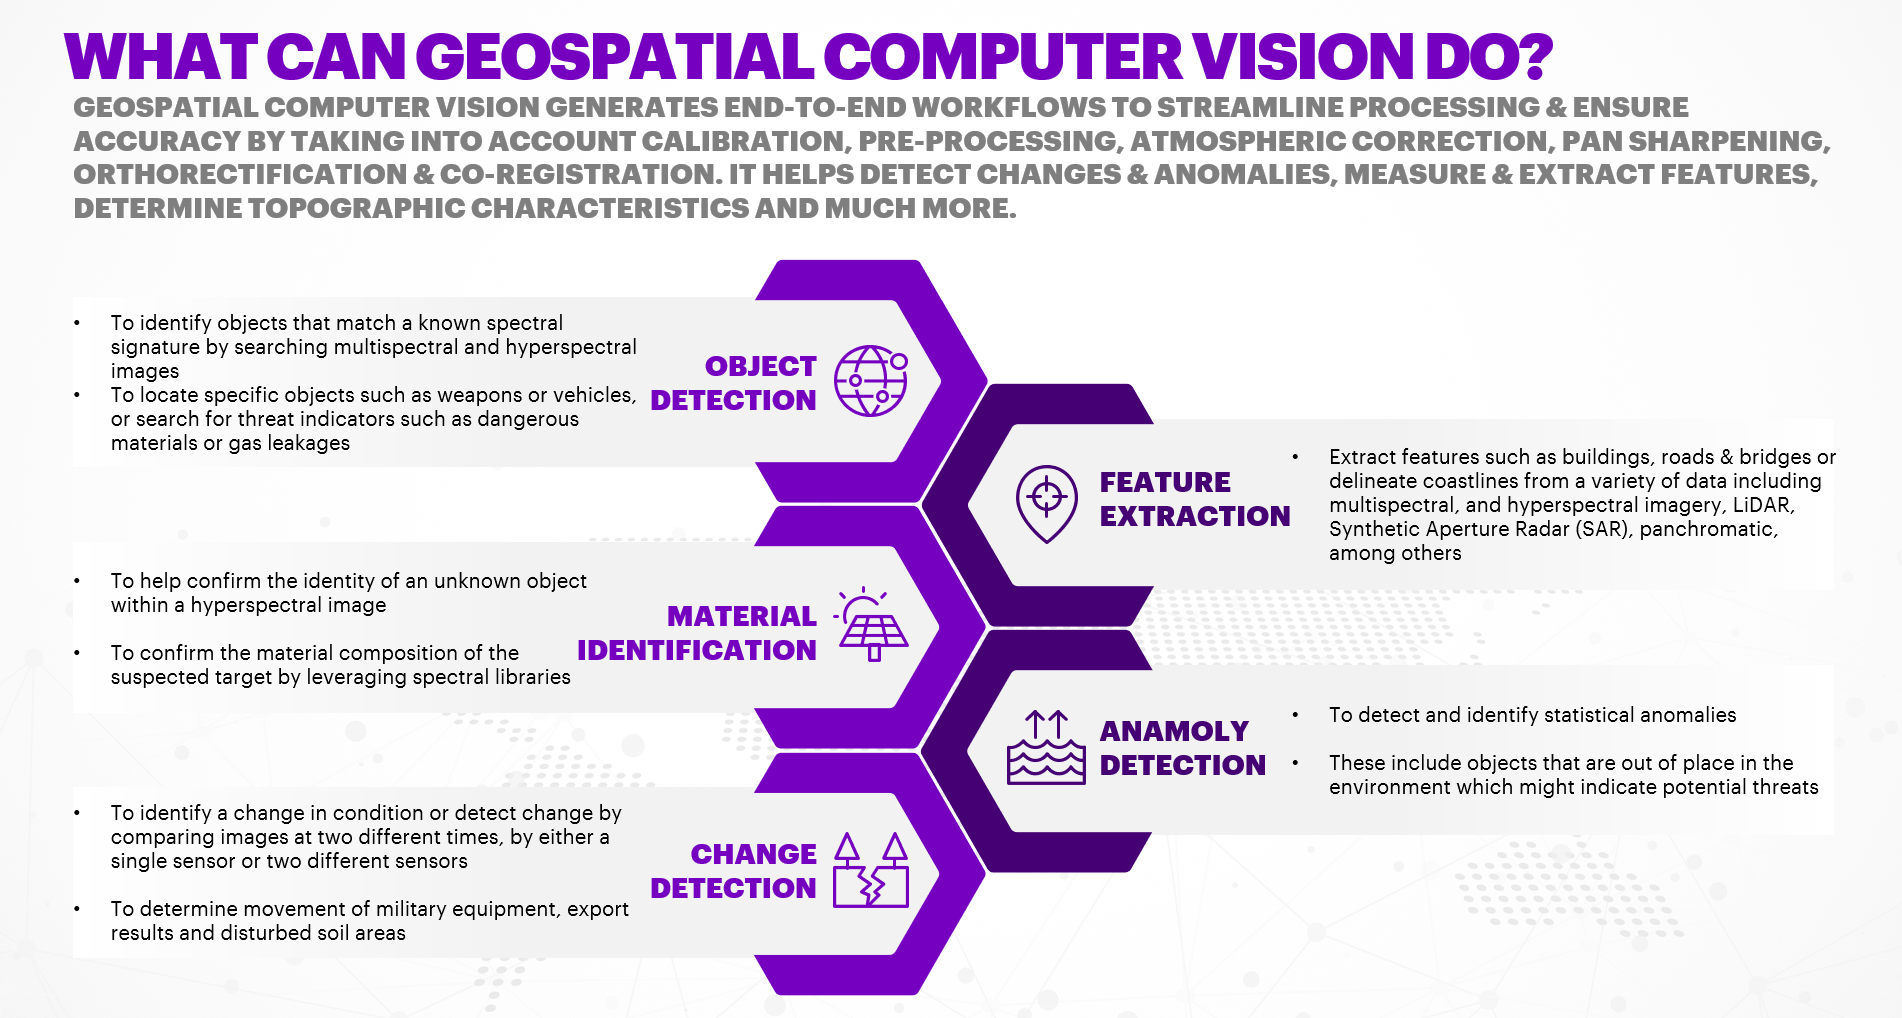 WHAT CAN GEOSPATIAL COMPUTER VISION DO?
GEOSPATIAL COMPUTER VISION GENERATES END-TO-END WORKFLOWS TO STREAMLINE PROCESSING & ENSURE
ACCURACY BY TAKING INTO ACCOUNT CALIBRATION, PRE-PROCESSING, ATMOSPHERIC CORRECTION, PAN SHARPENING,
ORTHORECTIFICATION & CO-REGISTRATION. IT HELPS DETECT CHANGES & ANOMALIES, MEASURE & EXTRACT FEATURES,
DETERMINE TOPOGRAPHIC CHARACTERISTICS AND MUCH MORE.
• To identify objects that match a known spectral
signature by searching multispectral and hyperspectral
images
• To locate specific objects such as weapons or vehicles,
or search for threat indicators such as dangerous
materials or gas leakages
OBJECT
DETECTION
FEATURE
EXTRACTION
• Extract features such as buildings, roads & bridges or
delineate coastlines from a variety of data including
multispectral, and hyperspectral imagery, LiDAR,
Synthetic Aperture Radar (SAR), panchromatic,
among others
• To help confirm the identity of an unknown object
within a hyperspectral image
• To confirm the material composition of the
suspected target by leveraging spectral libraries
MATERIAL
IDENTIFICATION
ANAMOLY
DETECTION
• To detect and identify statistical anomalies
• These include objects that are out of place in the
environment which might indicate potential threats
• To identify a change in condition or detect change by
comparing images at two different times, by either a
single sensor or two different sensors
• To determine movement of military equipment, export
results and disturbed soil areas
CHANGE
DETECTION